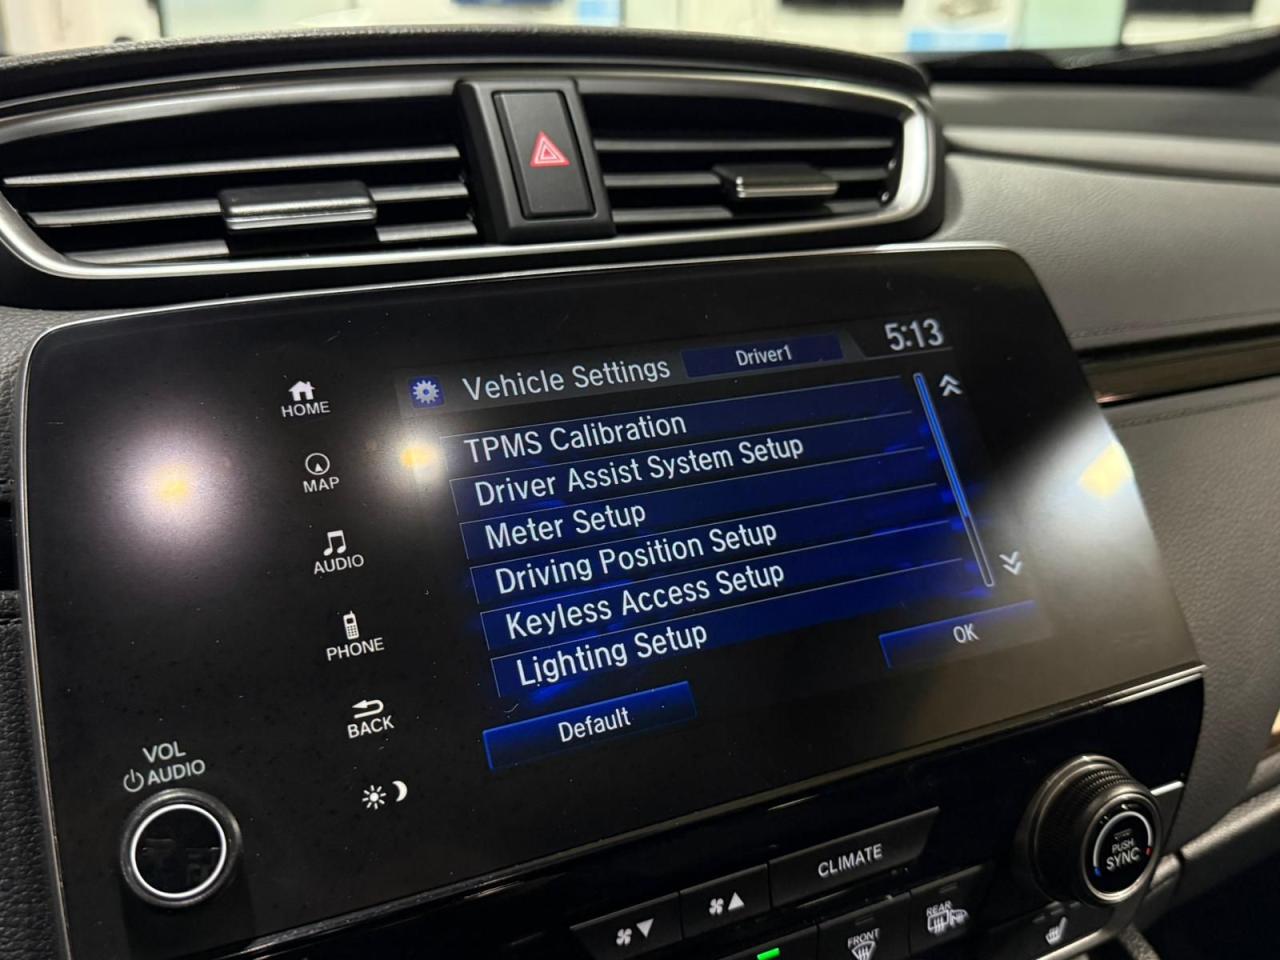 Vehicle Settings
Driver1
5:13
HOME
MAP
AUDIO
PHONE
BACK
TPMS Calibration
Driver Assist System Setup
Meter Setup
Driving Position Setup
Keyless Access Setup
Lighting Setup
Default
OK
VOL
AUDIO
CLIMATE
PUSH
SYNC
FRONT
REAR